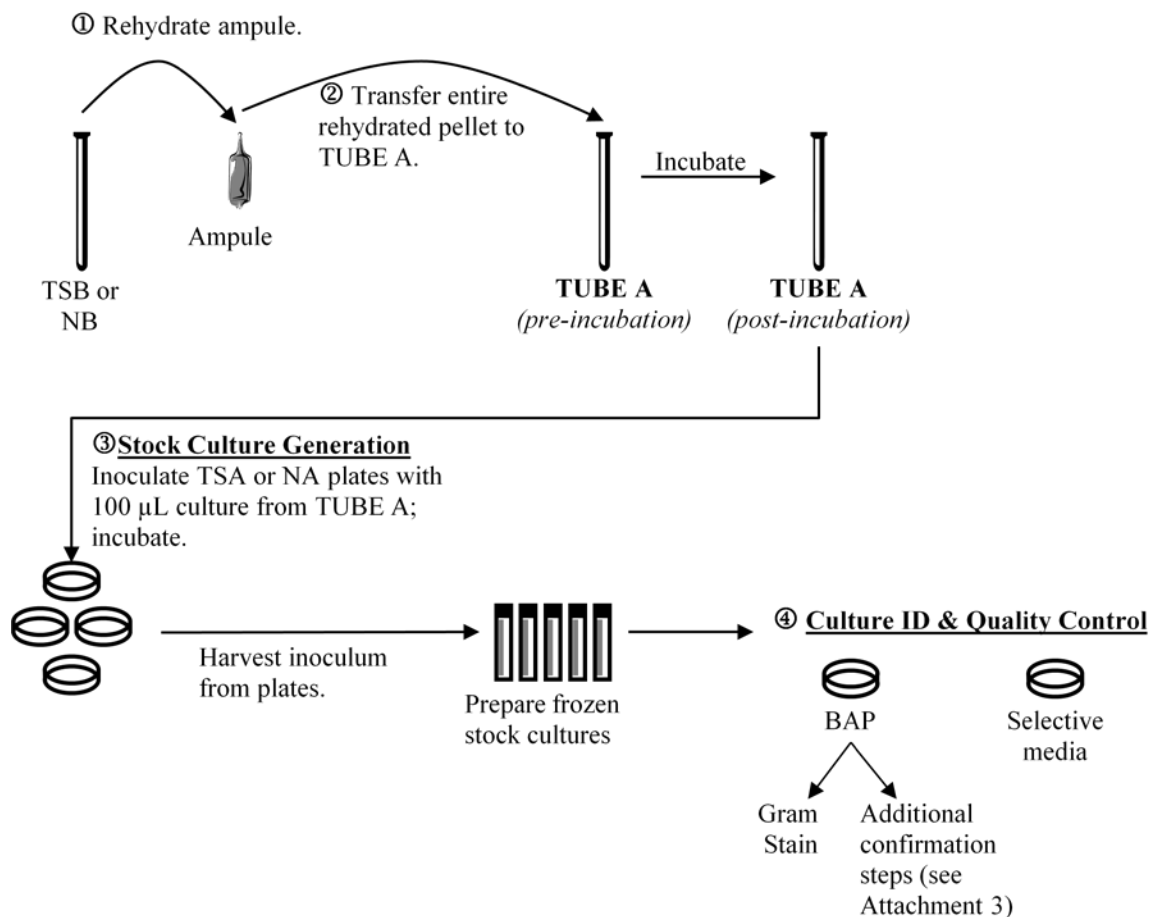 ① Rehydrate ampule.
② Transfer entire
rehydrated pellet to
TUBE A.
Incubate
Ampule
TSB or
NB
TUBE A
(pre-incubation)
TUBE A
(post-incubation)
③Stock Culture Generation
Inoculate TSA or NA plates with
100 µL culture from TUBE A;
incubate.
Harvest inoculum
from plates.
Prepare frozen
stock cultures
④ Culture ID & Quality Control
BAP
Selective
media
Gram
Stain
Additional
confirmation
steps (see
Attachment 3)